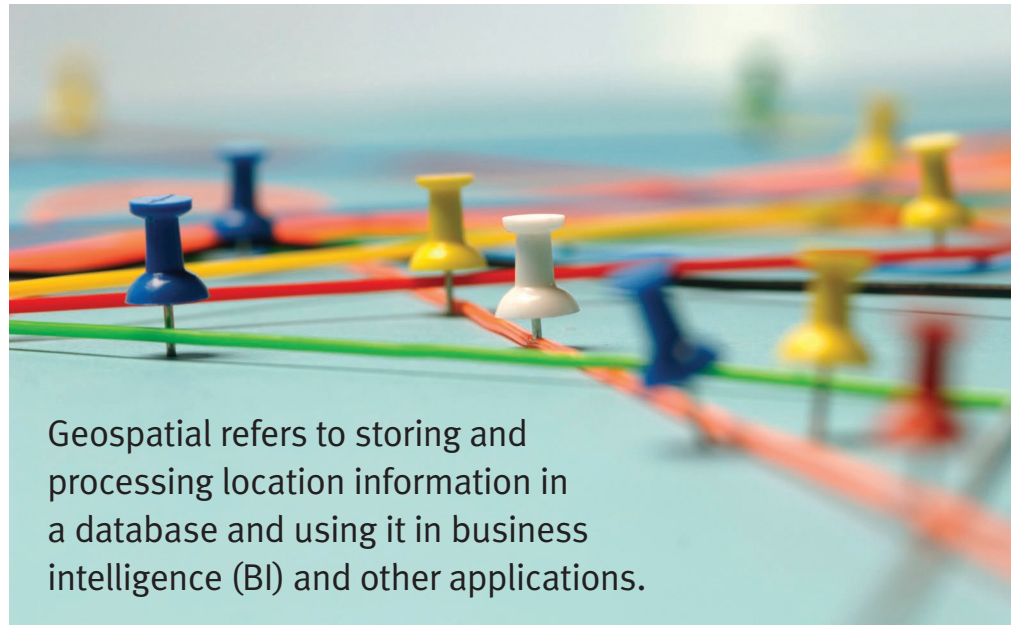 Geospatial refers to storing and
processing location information in
a database and using it in business
intelligence (BI) and other applications.